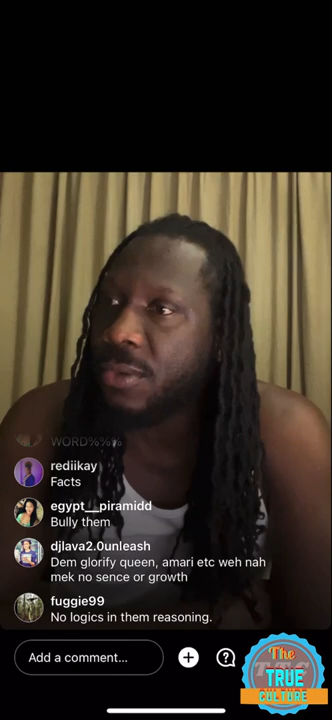 WORD%%%
rediikay
Facts
egypt__piramidd
Bully them
djlava2.0unleash
Dem glorify queen, amari etc weh nah
mek no sence or growth
fuggie99
No logics in them reasoning.
Add a comment...
The
TRUE
CULTURE